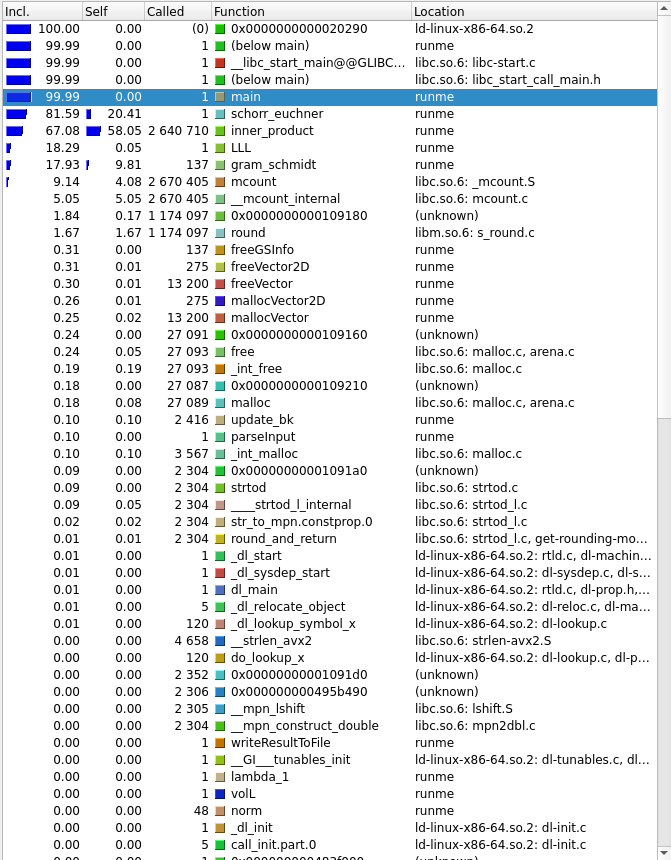 Incl. Self Called Function Location
100.00 0.00 (0) 0x0000000000020290 ld-linux-x86-64.so.2
99.99 0.00 1 (below main) runme
99.99 0.00 1 __libc_start_main@@GLIBC... libc.so.6: libc-start.c
99.99 0.00 1 (below main) libc.so.6: libc_start_call_main.h
99.99 0.00 1 main runme
81.59 20.41 1 schorr_euchner runme
67.08 58.05 2 640 710 inner_product runme
18.29 0.05 1 LLL runme
17.93 9.81 137 gram_schmidt runme
9.14 4.08 2 670 405 mcount libc.so.6: _mcount.S
5.05 5.05 2 670 405 __mcount_internal libc.so.6: mcount.c
1.84 0.17 1 174 097 0x0000000000109180 (unknown)
1.67 1.67 1 174 097 round libm.so.6: s_round.c
0.31 0.00 137 freeGSInfo runme
0.31 0.01 275 freeVector2D runme
0.30 0.01 13 200 freeVector runme
0.26 0.01 275 mallocVector2D runme
0.25 0.02 13 200 mallocVector runme
0.24 0.00 27 091 0x0000000000109160 (unknown)
0.24 0.05 27 093 free libc.so.6: malloc.c, arena.c
0.19 0.19 27 093 _int_free libc.so.6: malloc.c
0.18 0.00 27 087 0x0000000000109210 (unknown)
0.18 0.08 27 089 malloc libc.so.6: malloc.c, arena.c
0.10 0.10 2 416 update_bk runme
0.10 0.00 1 parseInput runme
0.10 0.10 3 567 _int_malloc libc.so.6: malloc.c
0.09 0.00 2 304 0x00000000001091a0 (unknown)
0.09 0.00 2 304 strtod libc.so.6: strtod.c
0.09 0.05 2 304 ____strtod_l_internal libc.so.6: strtod_l.c
0.02 0.02 2 304 str_to_mpn.constprop.0 libc.so.6: strtod_l.c
0.01 0.01 2 304 round_and_return libc.so.6: strtod_l.c, get-rounding-mo...
0.01 0.00 1 _dl_start ld-linux-x86-64.so.2: rtld.c, dl-machin...
0.01 0.00 1 _dl_sysdep_start ld-linux-x86-64.so.2: dl-sysdep.c, dl-s...
0.01 0.00 1 dl_main ld-linux-x86-64.so.2: rtld.c, dl-prop.h,...
0.01 0.00 5 _dl_relocate_object ld-linux-x86-64.so.2: dl-reloc.c, dl-ma...
0.01 0.00 120 _dl_lookup_symbol_x ld-linux-x86-64.so.2: dl-lookup.c
0.00 0.00 4 658 __strlen_avx2 libc.so.6: strlen-avx2.S
0.00 0.00 120 do_lookup_x ld-linux-x86-64.so.2: dl-lookup.c, dl-p...
0.00 0.00 2 352 0x00000000001091d0 (unknown)
0.00 0.00 2 306 0x000000000495b490 (unknown)
0.00 0.00 2 305 __mpn_lshift libc.so.6: lshift.S
0.00 0.00 2 304 __mpn_construct_double libc.so.6: mpn2dbl.c
0.00 0.00 1 writeResultToFile runme
0.00 0.00 1 __GI___tunables_init ld-linux-x86-64.so.2: dl-tunables.c, dl...
0.00 0.00 1 lambda_1 runme
0.00 0.00 1 volL runme
0.00 0.00 48 norm runme
0.00 0.00 1 _dl_init ld-linux-x86-64.so.2: dl-init.c
0.00 0.00 5 call_init.part.0 ld-linux-x86-64.so.2: dl-init.c